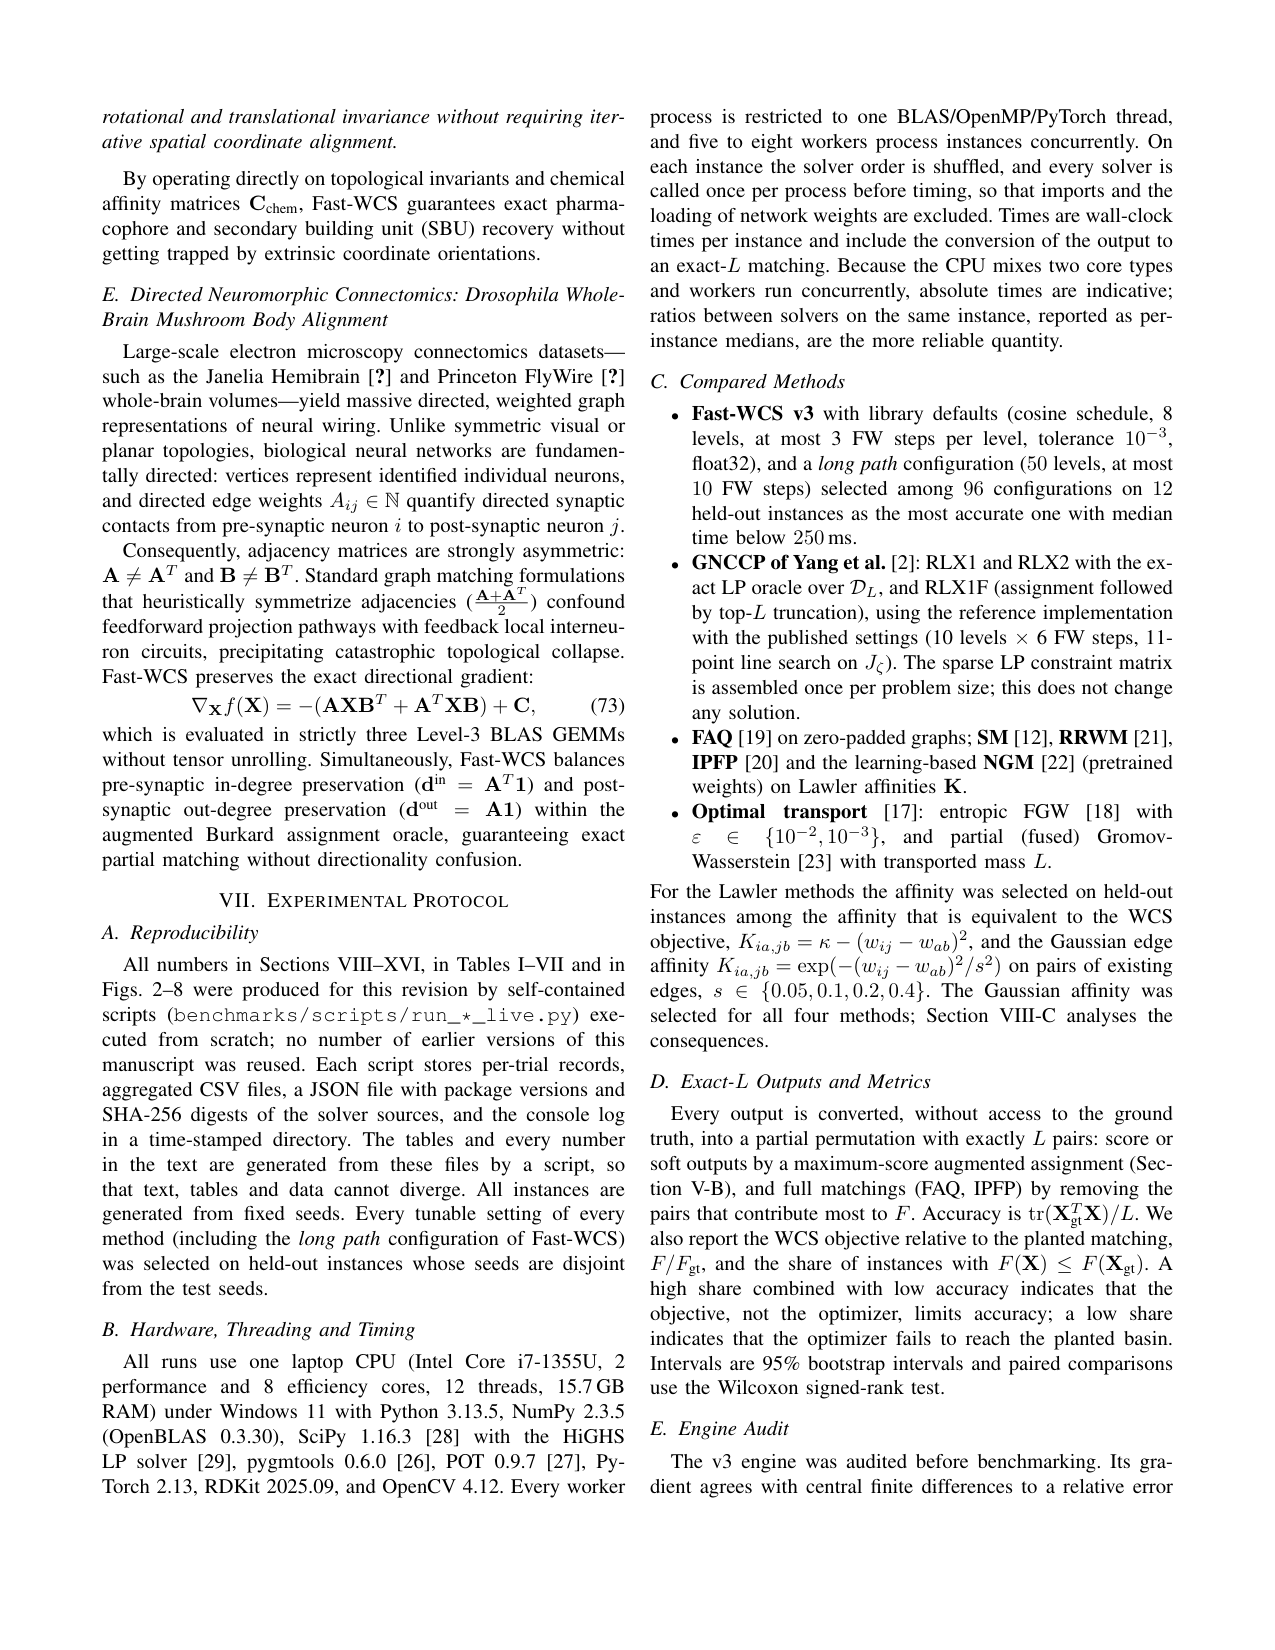 rotational and translational invariance without requiring iter-
ative spatial coordinate alignment.
By operating directly on topological invariants and chemical
affinity matrices C_chem, Fast-WCS guarantees exact pharma-
cophore and secondary building unit (SBU) recovery without
getting trapped by extrinsic coordinate orientations.
E. Directed Neuromorphic Connectomics: Drosophila Whole-
Brain Mushroom Body Alignment
Large-scale electron microscopy connectomics datasets—
such as the Janelia Hemibrain [?] and Princeton FlyWire [?]
whole-brain volumes—yield massive directed, weighted graph
representations of neural wiring. Unlike symmetric visual or
planar topologies, biological neural networks are fundamen-
tally directed: vertices represent identified individual neurons,
and directed edge weights A_{ij} ∈ ℕ quantify directed synaptic
contacts from pre-synaptic neuron i to post-synaptic neuron j.
Consequently, adjacency matrices are strongly asymmetric:
A ≠ A^T and B ≠ B^T. Standard graph matching formulations
that heuristically symmetrize adjacencies ((A+A^T)/2) confound
feedforward projection pathways with feedback local interneu-
ron circuits, precipitating catastrophic topological collapse.
Fast-WCS preserves the exact directional gradient:
∇_X f(X) = −(AXB^T + A^T XB) + C, (73)
which is evaluated in strictly three Level-3 BLAS GEMMs
without tensor unrolling. Simultaneously, Fast-WCS balances
pre-synaptic in-degree preservation (d^in = A^T 1) and post-
synaptic out-degree preservation (d^out = A1) within the
augmented Burkard assignment oracle, guaranteeing exact
partial matching without directionality confusion.
VII. EXPERIMENTAL PROTOCOL
A. Reproducibility
All numbers in Sections VIII–XVI, in Tables I–VII and in
Figs. 2–8 were produced for this revision by self-contained
scripts (benchmarks/scripts/run_*_live.py) exe-
cuted from scratch; no number of earlier versions of this
manuscript was reused. Each script stores per-trial records,
aggregated CSV files, a JSON file with package versions and
SHA-256 digests of the solver sources, and the console log
in a time-stamped directory. The tables and every number
in the text are generated from these files by a script, so
that text, tables and data cannot diverge. All instances are
generated from fixed seeds. Every tunable setting of every
method (including the long path configuration of Fast-WCS)
was selected on held-out instances whose seeds are disjoint
from the test seeds.
B. Hardware, Threading and Timing
All runs use one laptop CPU (Intel Core i7-1355U, 2
performance and 8 efficiency cores, 12 threads, 15.7 GB
RAM) under Windows 11 with Python 3.13.5, NumPy 2.3.5
(OpenBLAS 0.3.30), SciPy 1.16.3 [28] with the HiGHS
LP solver [29], pygmtools 0.6.0 [26], POT 0.9.7 [27], Py-
Torch 2.13, RDKit 2025.09, and OpenCV 4.12. Every worker
process is restricted to one BLAS/OpenMP/PyTorch thread,
and five to eight workers process instances concurrently. On
each instance the solver order is shuffled, and every solver is
called once per process before timing, so that imports and the
loading of network weights are excluded. Times are wall-clock
times per instance and include the conversion of the output to
an exact-L matching. Because the CPU mixes two core types
and workers run concurrently, absolute times are indicative;
ratios between solvers on the same instance, reported as per-
instance medians, are the more reliable quantity.
C. Compared Methods
• Fast-WCS v3 with library defaults (cosine schedule, 8
levels, at most 3 FW steps per level, tolerance 10^{−3},
float32), and a long path configuration (50 levels, at most
10 FW steps) selected among 96 configurations on 12
held-out instances as the most accurate one with median
time below 250 ms.
• GNCCP of Yang et al. [2]: RLX1 and RLX2 with the ex-
act LP oracle over D_L, and RLX1F (assignment followed
by top-L truncation), using the reference implementation
with the published settings (10 levels × 6 FW steps, 11-
point line search on J_ζ). The sparse LP constraint matrix
is assembled once per problem size; this does not change
any solution.
• FAQ [19] on zero-padded graphs; SM [12], RRWM [21],
IPFP [20] and the learning-based NGM [22] (pretrained
weights) on Lawler affinities K.
• Optimal transport [17]: entropic FGW [18] with
ε ∈ {10^{−2}, 10^{−3}}, and partial (fused) Gromov-
Wasserstein [23] with transported mass L.
For the Lawler methods the affinity was selected on held-out
instances among the affinity that is equivalent to the WCS
objective, K_{ia,jb} = κ − (w_{ij} − w_{ab})^2, and the Gaussian edge
affinity K_{ia,jb} = exp(−(w_{ij} − w_{ab})^2/s^2) on pairs of existing
edges, s ∈ {0.05, 0.1, 0.2, 0.4}. The Gaussian affinity was
selected for all four methods; Section VIII-C analyses the
consequences.
D. Exact-L Outputs and Metrics
Every output is converted, without access to the ground
truth, into a partial permutation with exactly L pairs: score or
soft outputs by a maximum-score augmented assignment (Sec-
tion V-B), and full matchings (FAQ, IPFP) by removing the
pairs that contribute most to F. Accuracy is tr(X_gt^T X)/L. We
also report the WCS objective relative to the planted matching,
F/F_gt, and the share of instances with F(X) ≤ F(X_gt). A
high share combined with low accuracy indicates that the
objective, not the optimizer, limits accuracy; a low share
indicates that the optimizer fails to reach the planted basin.
Intervals are 95% bootstrap intervals and paired comparisons
use the Wilcoxon signed-rank test.
E. Engine Audit
The v3 engine was audited before benchmarking. Its gra-
dient agrees with central finite differences to a relative error